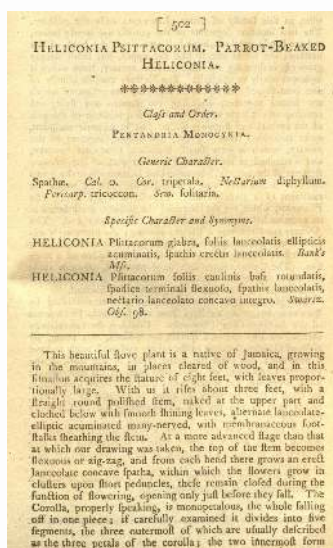 [ 502 ]
HELICONIA PSITTACORUM. PARROT-BEAKED
HELICONIA.
************
Claſs and Order.
PENTANDRIA MONOGYNIA.
Generic Character.
Spathæ. Cal. 0. Cor. tripetala. Nectarium diphyllum.
Pericarp. tricoccon. Sem. ſolitaria.
Specific Character and Synonyms.
HELICONIA Pſittacorum glabra, foliis lanceolatis ellipticis
acuminatis, ſpathis erectis lanceolatis. Bank's
Mſſ.
HELICONIA Pſittacorum foliis caulinis baſi rotundatis,
ſpadice terminali flexuoſo, ſpathis lanceolatis,
nectario lanceolato concavo integro. Swartz.
Obſ. 98.
This beautiful ſtove plant is a native of Jamaica, growing
in the mountains, in places cleared of wood, and in this
ſituation acquires the ſtature of eight feet, with leaves propor-
tionally large. With us it riſes about three feet, with a
ſtraight round poliſhed ſtem, naked at the upper part and
clothed below with ſmooth ſhining leaves, alternate lanceolate-
elliptic acuminated many-nerved, with membranaceous foot-
ſtalks ſheathing the ſtem. At a more advanced ſtage than that
at which our drawing was taken, the top of the ſtem becomes
flexuous or zig-zag, and from each bend there grows an erect
lanceolate concave ſpatha, within which the flowers grow in
cluſters upon ſhort peduncles, theſe remain cloſed during the
function of flowering, opening only juſt before they fall. The
Corolla, properly ſpeaking, is monopetalous, the whole falling
off in one piece; if carefully examined it divides into five
ſegments, the three outermoſt of which are uſually deſcribed
as the three petals of the corolla; the two innermoſt form